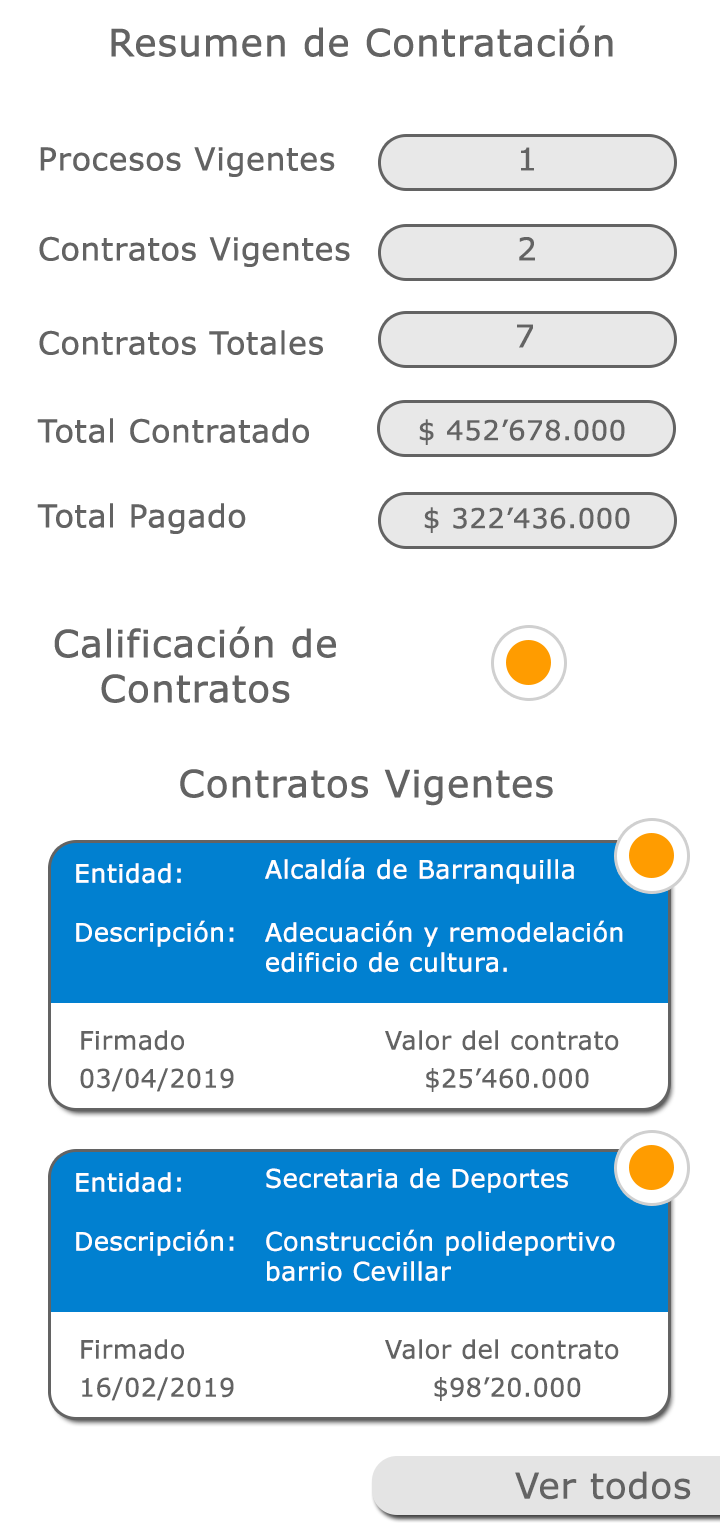 Resumen de Contratación
Procesos Vigentes 1
Contratos Vigentes 2
Contratos Totales 7
Total Contratado $ 452’678.000
Total Pagado $ 322’436.000
Calificación de
Contratos
Contratos Vigentes
Entidad: Alcaldía de Barranquilla
Descripción: Adecuación y remodelación
edificio de cultura.
Firmado Valor del contrato
03/04/2019 $25’460.000
Entidad: Secretaria de Deportes
Descripción: Construcción polideportivo
barrio Cevillar
Firmado Valor del contrato
16/02/2019 $98’20.000
Ver todos